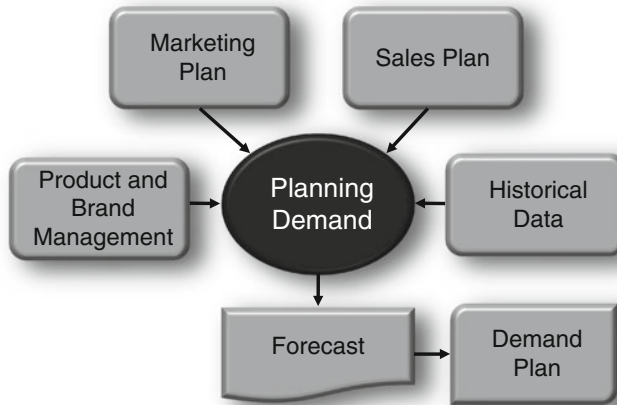 Marketing
Plan
Sales Plan
Product and
Brand
Management
Planning
Demand
Historical
Data
Forecast
Demand
Plan